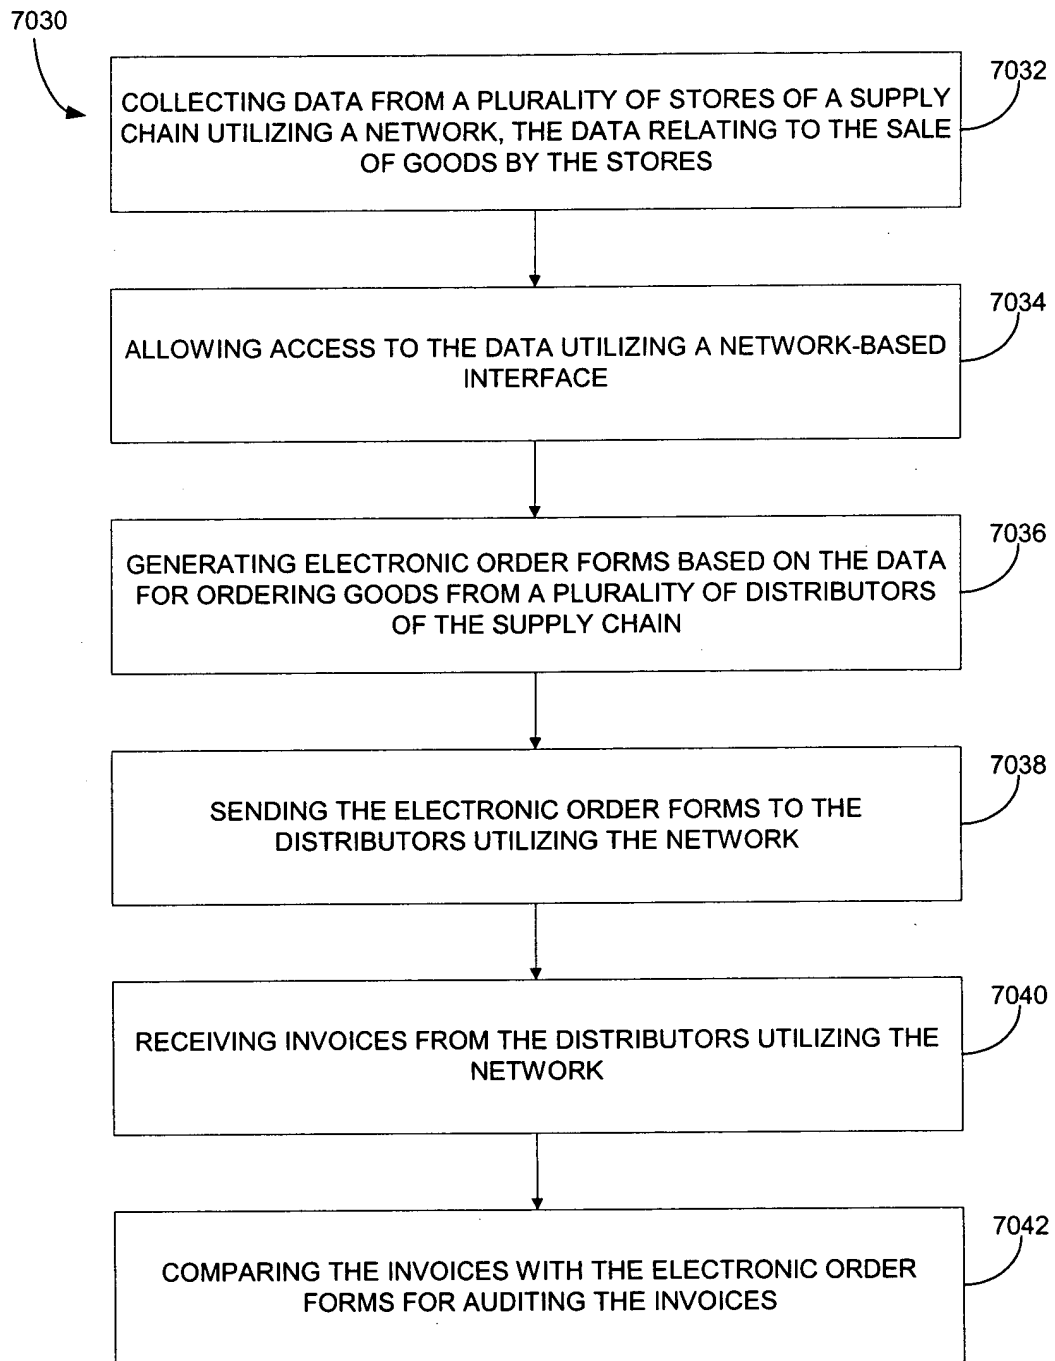 7030
7032
COLLECTING DATA FROM A PLURALITY OF STORES OF A SUPPLY
CHAIN UTILIZING A NETWORK, THE DATA RELATING TO THE SALE
OF GOODS BY THE STORES
7034
ALLOWING ACCESS TO THE DATA UTILIZING A NETWORK-BASED
INTERFACE
7036
GENERATING ELECTRONIC ORDER FORMS BASED ON THE DATA
FOR ORDERING GOODS FROM A PLURALITY OF DISTRIBUTORS
OF THE SUPPLY CHAIN
7038
SENDING THE ELECTRONIC ORDER FORMS TO THE
DISTRIBUTORS UTILIZING THE NETWORK
7040
RECEIVING INVOICES FROM THE DISTRIBUTORS UTILIZING THE
NETWORK
7042
COMPARING THE INVOICES WITH THE ELECTRONIC ORDER
FORMS FOR AUDITING THE INVOICES